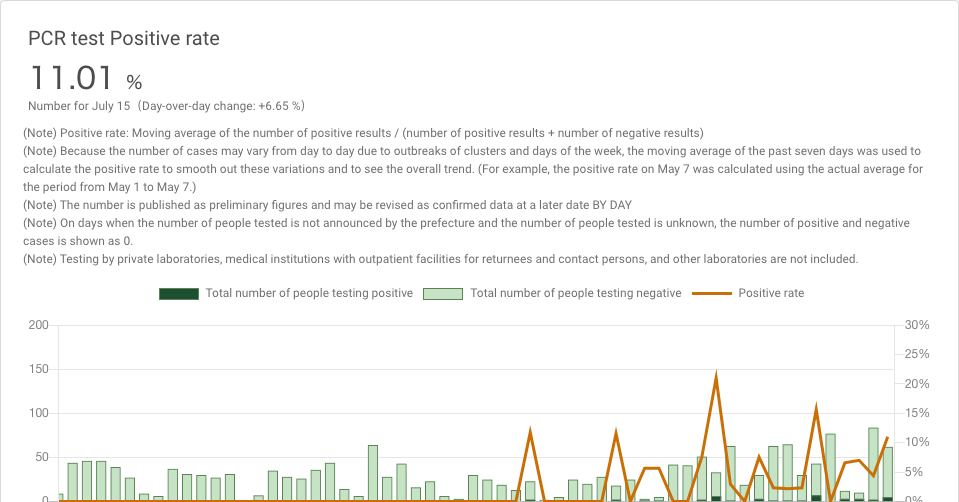 PCR test Positive rate
11.01 %
Number for July 15 (Day-over-day change: +6.65 %)
(Note) Positive rate: Moving average of the number of positive results / (number of positive results + number of negative results)
(Note) Because the number of cases may vary from day to day due to outbreaks of clusters and days of the week, the moving average of the past seven days was used to
calculate the positive rate to smooth out these variations and to see the overall trend. (For example, the positive rate on May 7 was calculated using the actual average for
the period from May 1 to May 7.)
(Note) The number is published as preliminary figures and may be revised as confirmed data at a later date BY DAY
(Note) On days when the number of people tested is not announced by the prefecture and the number of people tested is unknown, the number of positive and negative
cases is shown as 0.
(Note) Testing by private laboratories, medical institutions with outpatient facilities for returnees and contact persons, and other laboratories are not included.
Total number of people testing positive Total number of people testing negative Positive rate
200 30%
25%
150 20%
100 15%
10%
50 5%
0 0%